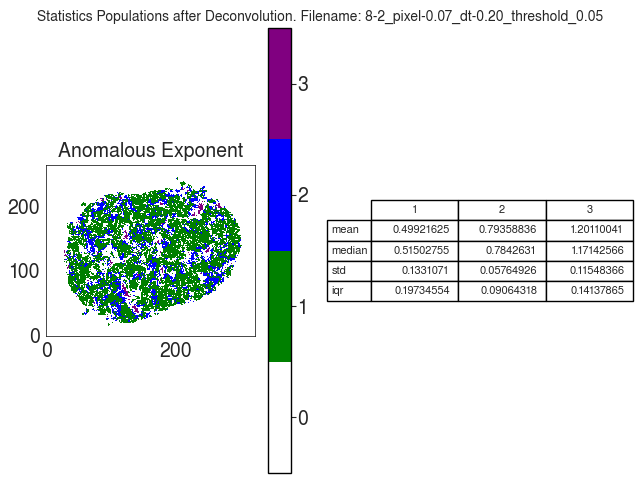 Statistics Populations after Deconvolution. Filename: 8-2_pixel-0.07_dt-0.20_threshold_0.05
Anomalous Exponent
200
100
0
0 200
3
2
1
0
1 2 3
mean 0.49921625 0.79358836 1.20110041
median 0.51502775 0.7842631 1.17142566
std 0.1331071 0.05764926 0.11548366
iqr 0.19734554 0.09064318 0.14137865